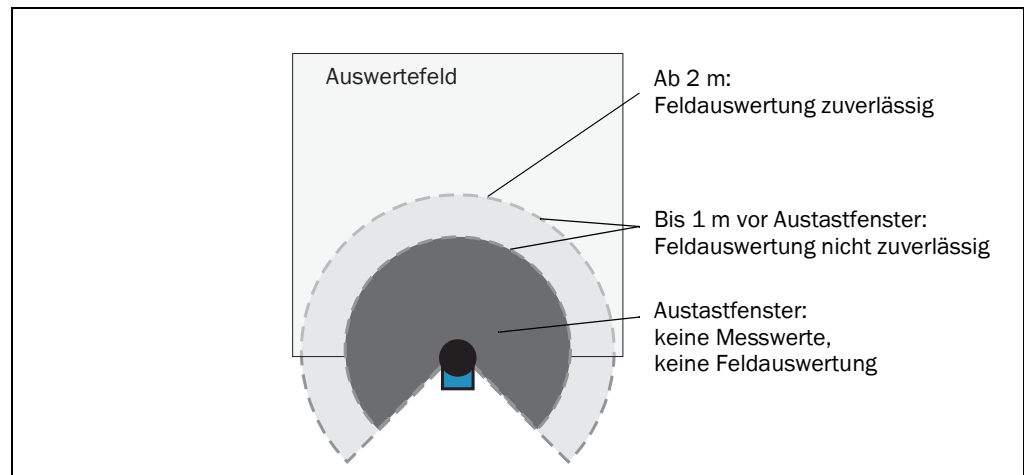 Auswertefeld
Ab 2 m:
Feldauswertung zuverlässig
Bis 1 m vor Austastfenster:
Feldauswertung nicht zuverlässig
Austastfenster:
keine Messwerte,
keine Feldauswertung